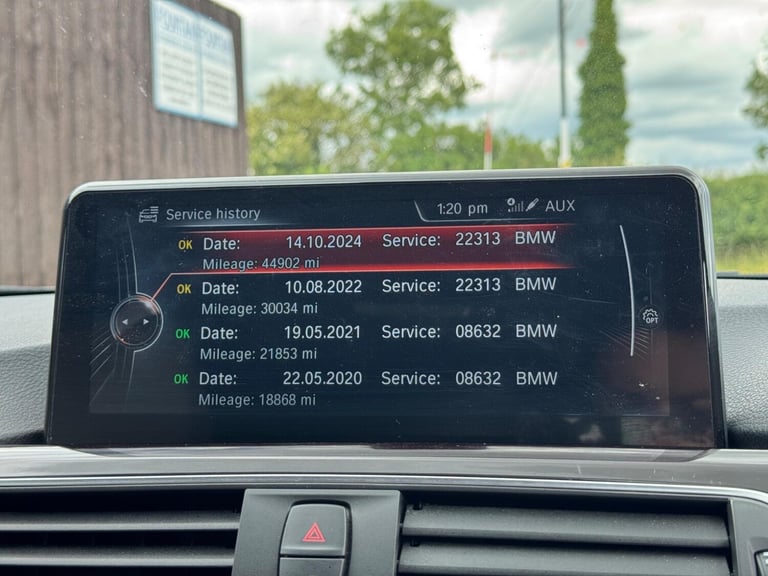 Service history
1:20 pm AUX
OK Date: 14.10.2024 Service: 22313 BMW
Mileage: 44902 mi
OK Date: 10.08.2022 Service: 22313 BMW
Mileage: 30034 mi
OK Date: 19.05.2021 Service: 08632 BMW
Mileage: 21853 mi
OK Date: 22.05.2020 Service: 08632 BMW
Mileage: 18868 mi
OPT